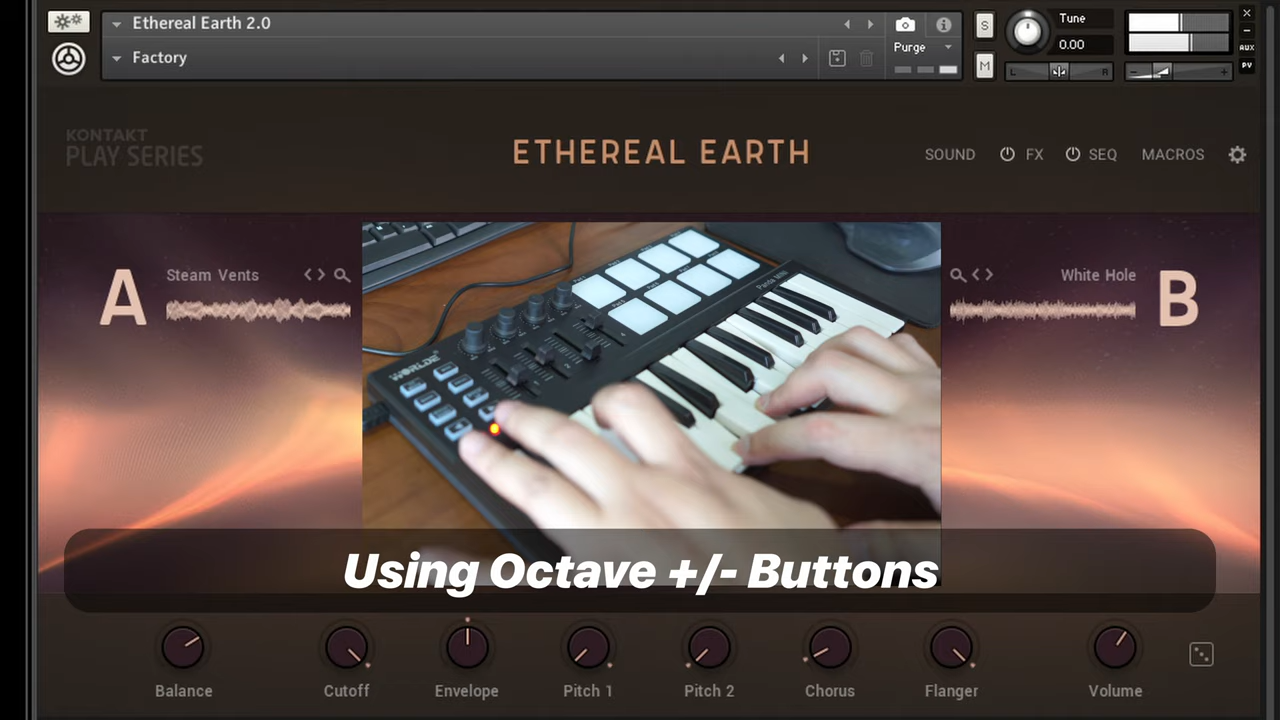 Ethereal Earth 2.0
Factory
Purge
S
M
Tune
0.00
L
R
AUX
PV
KONTAKT
PLAY SERIES
ETHEREAL EARTH
SOUND
FX
SEQ
MACROS
A
Steam Vents
White Hole
B
WORLDE
Panda MINI
Using Octave +/- Buttons
Balance
Cutoff
Envelope
Pitch 1
Pitch 2
Chorus
Flanger
Volume